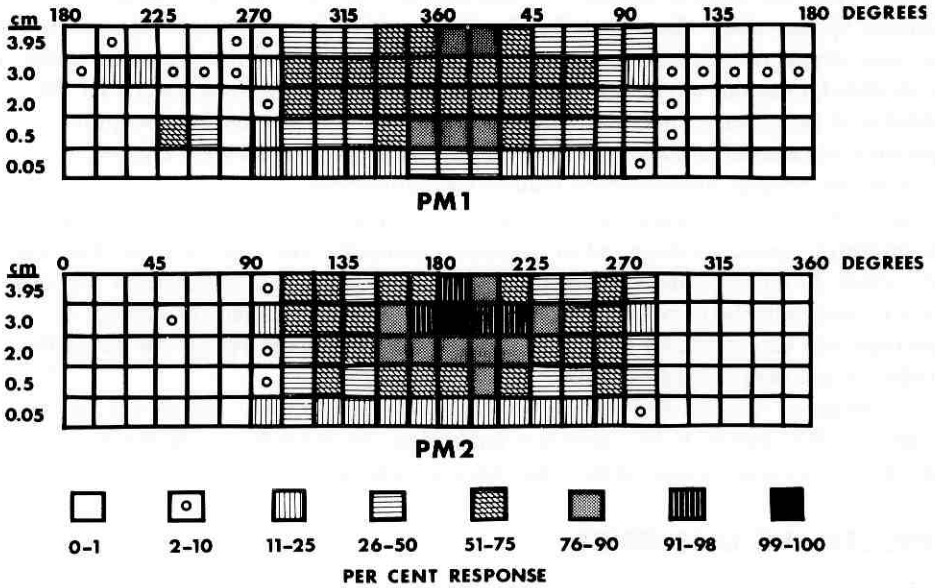 180 225 270 315 360 45 90 135 180 DEGREES
cm
3.95
3.0
2.0
0.5
0.05
PM1
0 45 90 135 180 225 270 315 360 DEGREES
cm
3.95
3.0
2.0
0.5
0.05
PM2
0-1 2-10 11-25 26-50 51-75 76-90 91-98 99-100
PER CENT RESPONSE